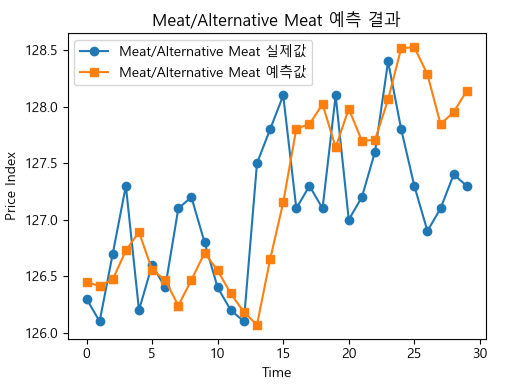 Meat/Alternative Meat 예측 결과
Meat/Alternative Meat 실제값
Meat/Alternative Meat 예측값
Price Index
128.5
128.0
127.5
127.0
126.5
126.0
0 5 10 15 20 25 30
Time